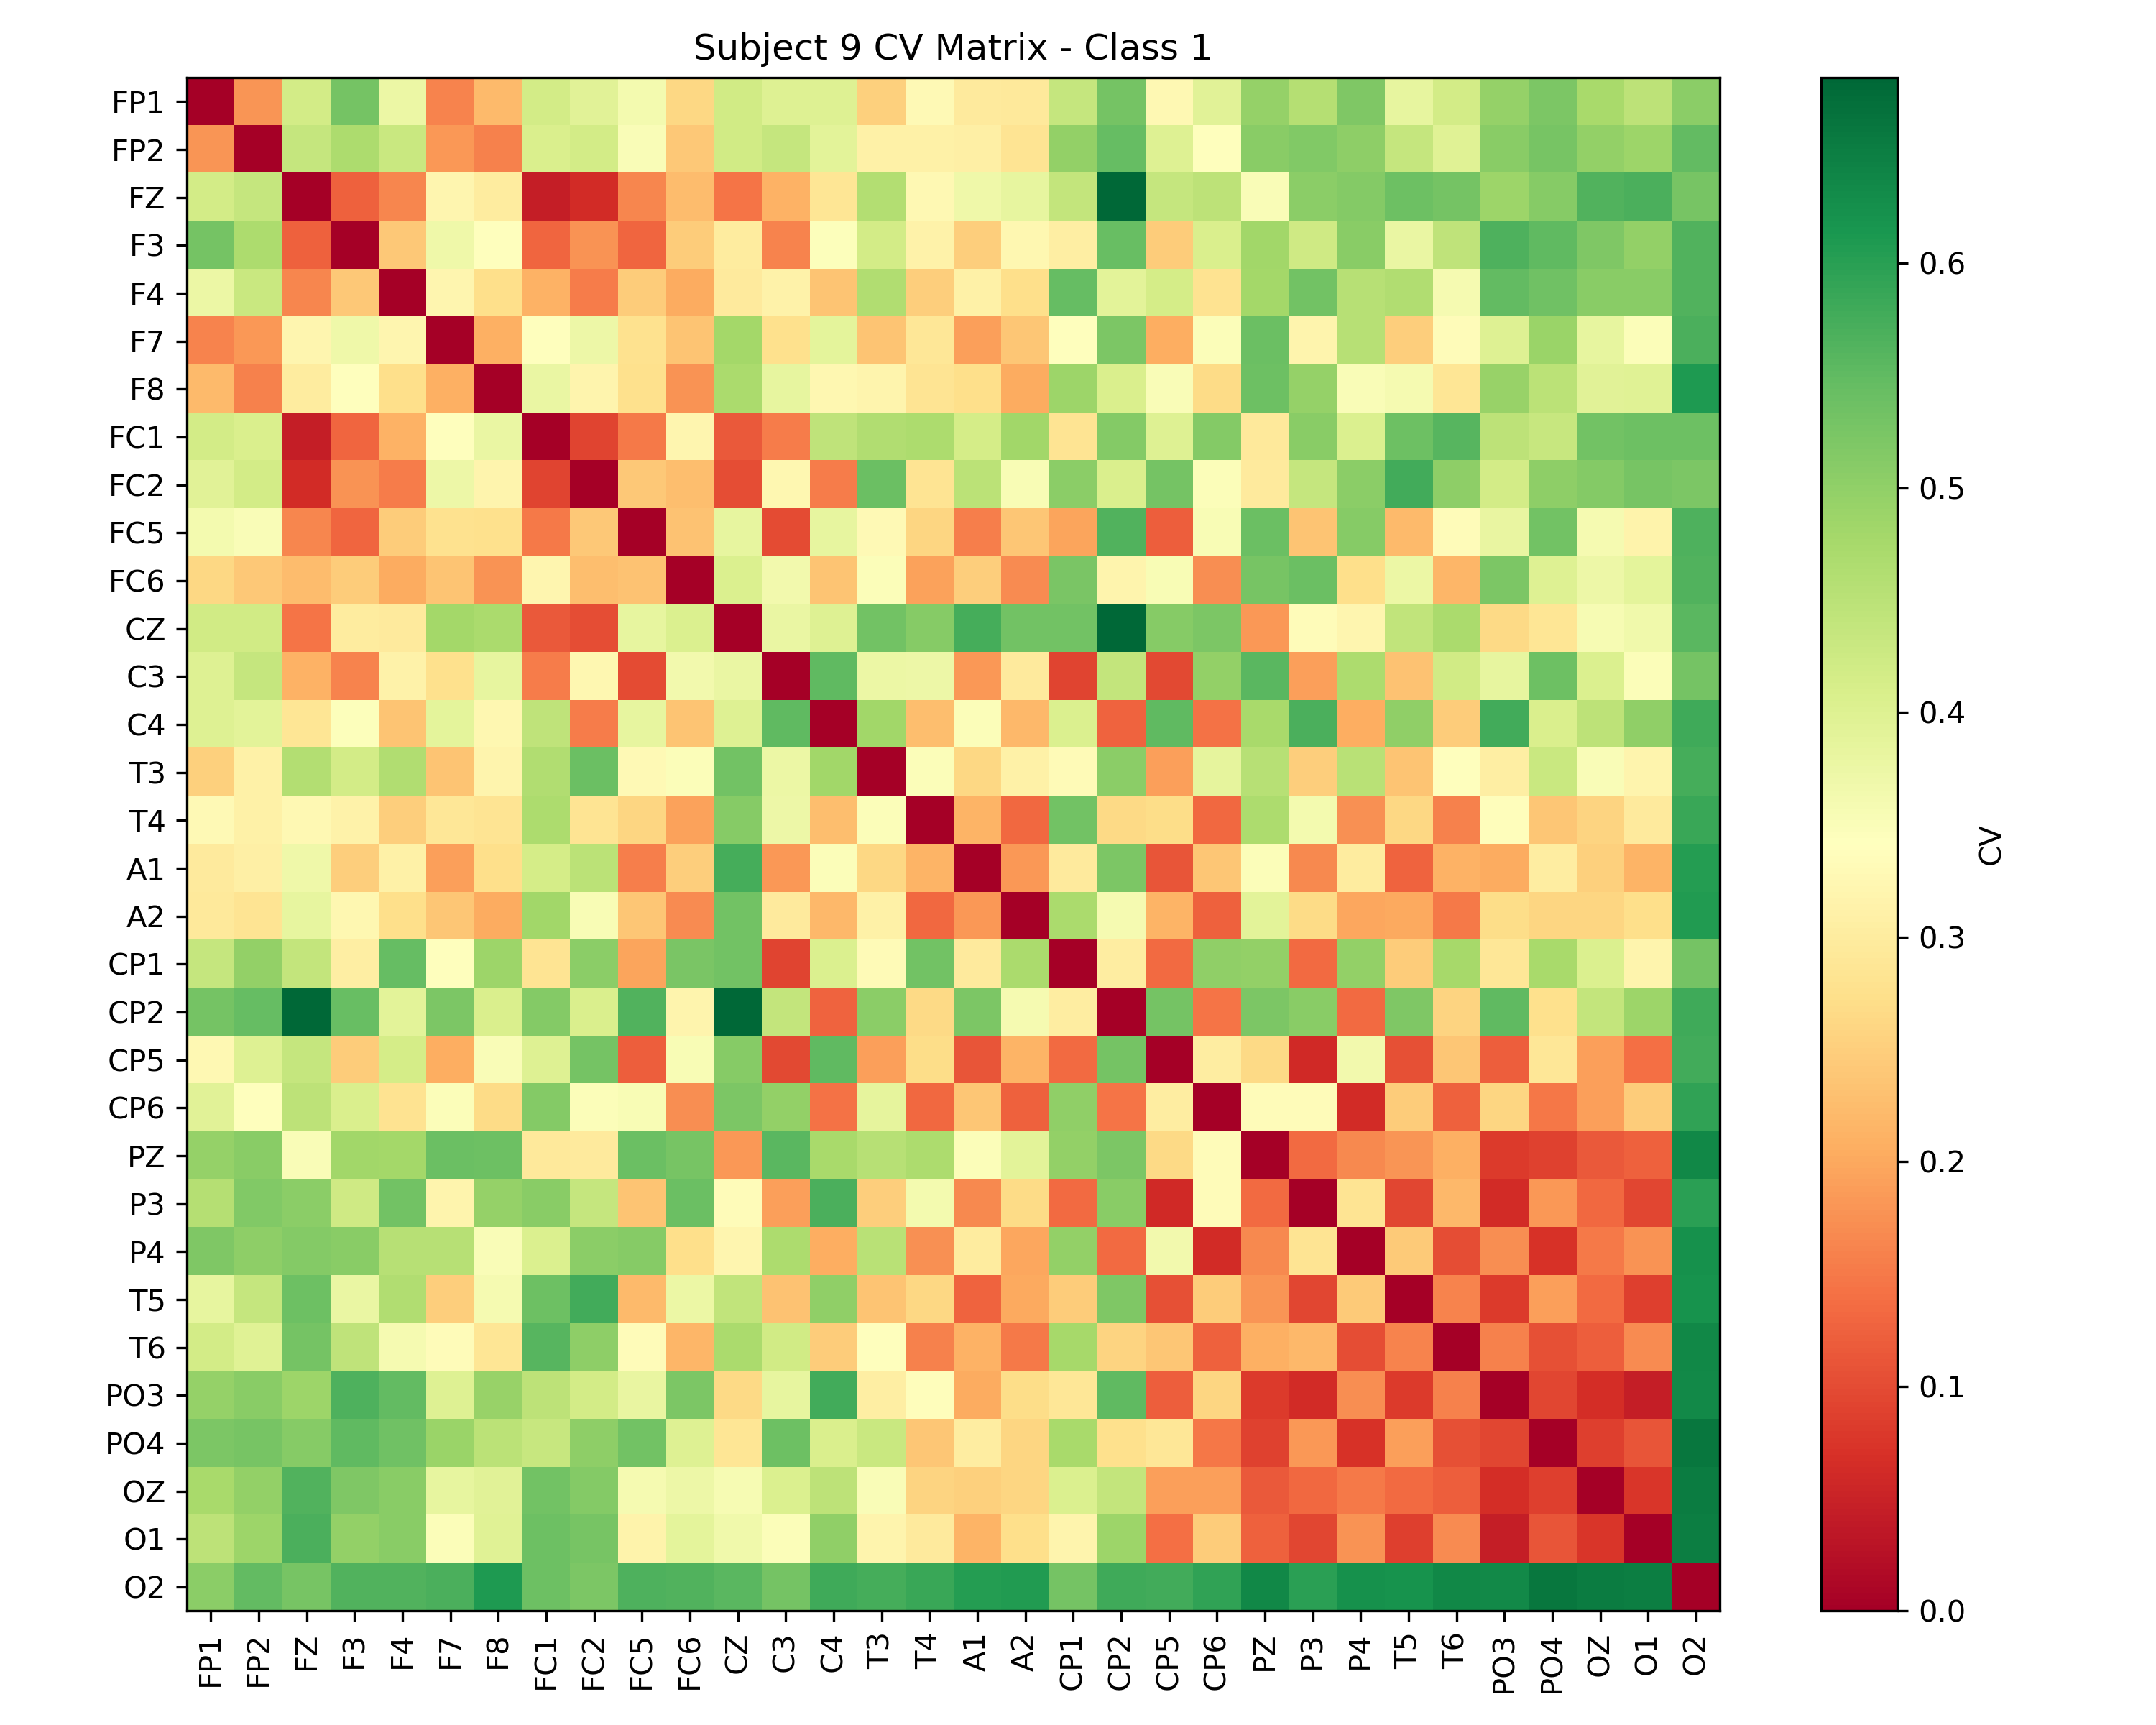 Subject 9 CV Matrix - Class 1
FP1
FP2
FZ
F3
F4
F7
F8
FC1
FC2
FC5
FC6
CZ
C3
C4
T3
T4
A1
A2
CP1
CP2
CP5
CP6
PZ
P3
P4
T5
T6
PO3
PO4
OZ
O1
O2
FP1 FP2 FZ F3 F4 F7 F8 FC1 FC2 FC5 FC6 CZ C3 C4 T3 T4 A1 A2 CP1 CP2 CP5 CP6 PZ P3 P4 T5 T6 PO3 PO4 OZ O1 O2
0.6
0.5
0.4
0.3
0.2
0.1
0.0
CV